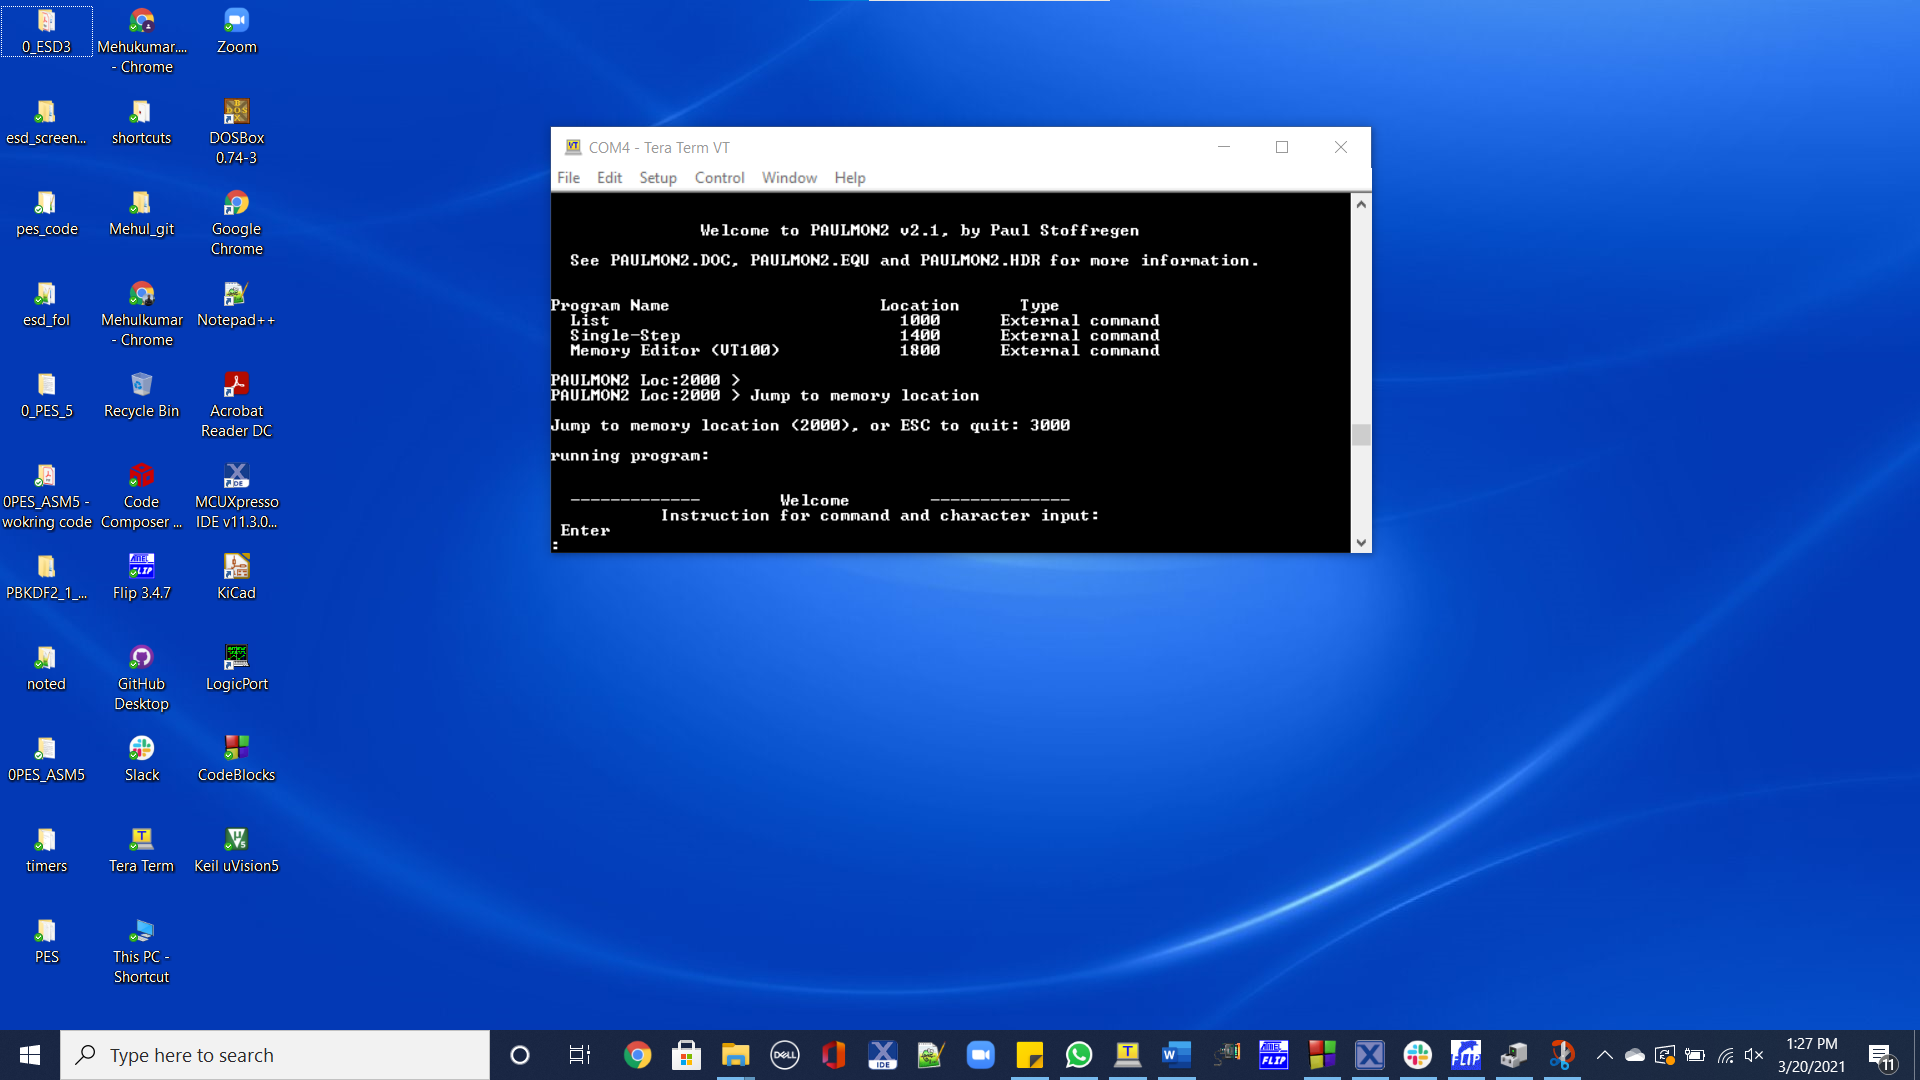 0_ESD3
Mehukumar....
- Chrome
Zoom
esd_screen...
shortcuts
DOSBox
0.74-3
pes_code
Mehul_git
Google
Chrome
esd_fol
Mehulkumar
- Chrome
Notepad++
0_PES_5
Recycle Bin
Acrobat
Reader DC
0PES_ASM5 -
wokring code
Code
Composer ...
MCUXpresso
IDE v11.3.0...
PBKDF2_1_...
Flip 3.4.7
KiCad
noted
GitHub
Desktop
LogicPort
0PES_ASM5
Slack
CodeBlocks
timers
Tera Term
Keil uVision5
PES
This PC -
Shortcut
COM4 - Tera Term VT
File Edit Setup Control Window Help
Welcome to PAULMON2 v2.1, by Paul Stoffregen
See PAULMON2.DOC, PAULMON2.EQU and PAULMON2.HDR for more information.
Program Name Location Type
List 1000 External command
Single-Step 1400 External command
Memory Editor (VT100) 1800 External command
PAULMON2 Loc:2000 >
PAULMON2 Loc:2000 > Jump to memory location
Jump to memory location (2000), or ESC to quit: 3000
running program:
------------- Welcome --------------
Instruction for command and character input:
Enter
:
Type here to search
1:27 PM
3/20/2021
11